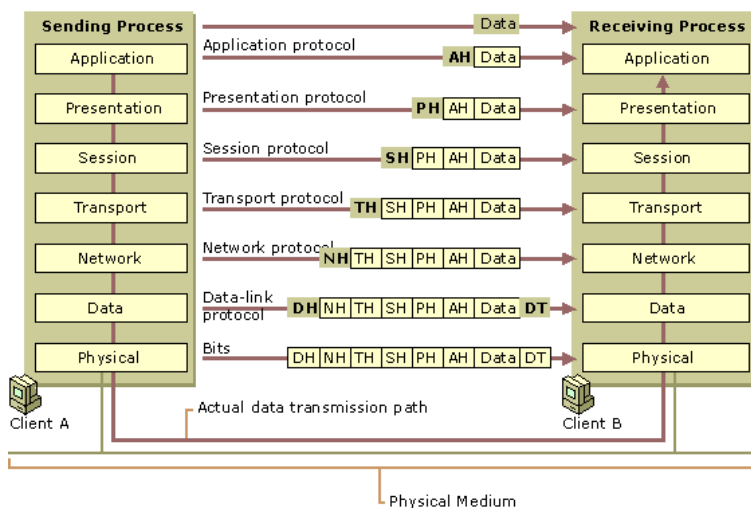 Sending Process
Data
Receiving Process
Application
Application protocol
AH Data
Application
Presentation
Presentation protocol
PH AH Data
Presentation
Session
Session protocol
SH PH AH Data
Session
Transport
Transport protocol
TH SH PH AH Data
Transport
Network
Network protocol
NH TH SH PH AH Data
Network
Data
Data-link
protocol
DH NH TH SH PH AH Data DT
Data
Physical
Bits
DH NH TH SH PH AH Data DT
Physical
Client A
Actual data transmission path
Client B
Physical Medium